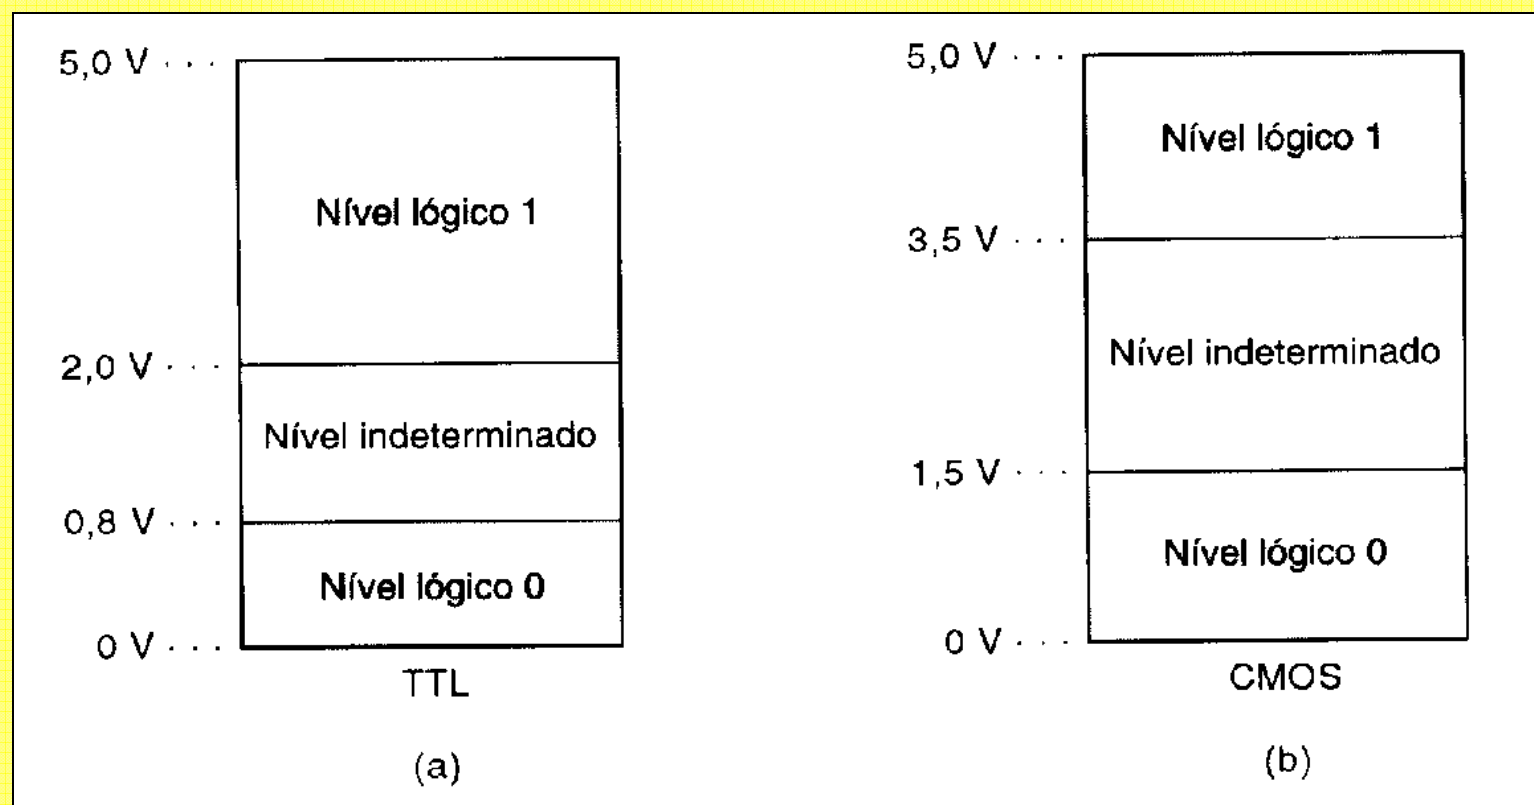 5,0 V · · ·
Nível lógico 1
2,0 V · · ·
Nível indeterminado
0,8 V · · ·
Nível lógico 0
0 V · · ·
TTL
(a)
5,0 V · · ·
Nível lógico 1
3,5 V · · ·
Nível indeterminado
1,5 V · · ·
Nível lógico 0
0 V · · ·
CMOS
(b)